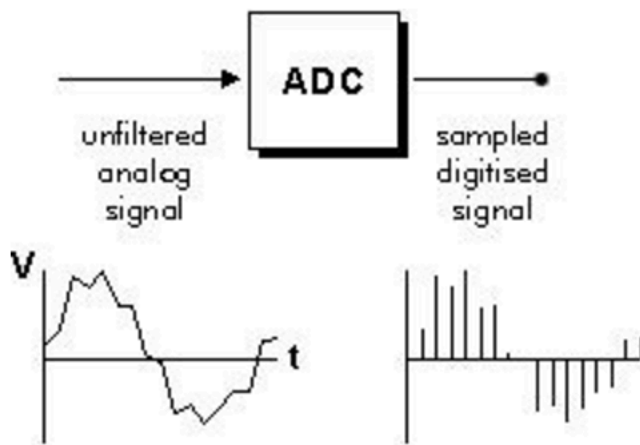 ADC
unfiltered
analog
signal
sampled
digitised
signal
V
t